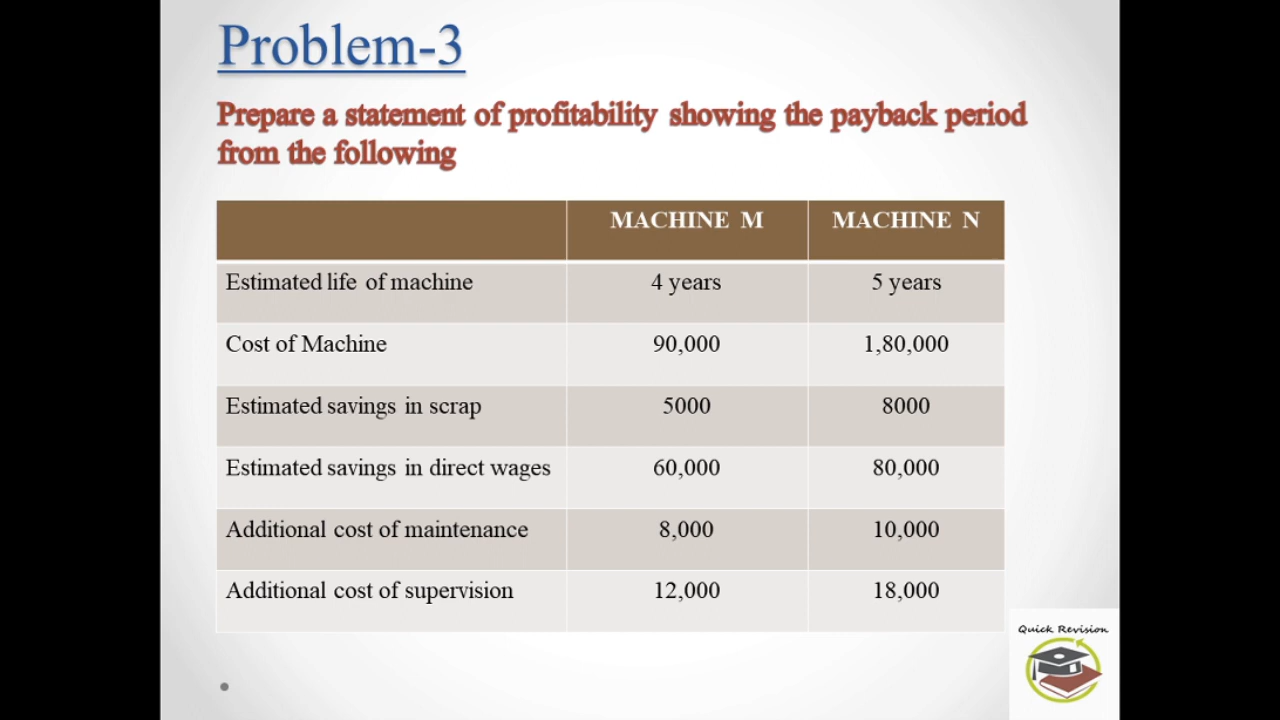 Problem-3
Prepare a statement of profitability showing the payback period
from the following
MACHINE M MACHINE N
Estimated life of machine 4 years 5 years
Cost of Machine 90,000 1,80,000
Estimated savings in scrap 5000 8000
Estimated savings in direct wages 60,000 80,000
Additional cost of maintenance 8,000 10,000
Additional cost of supervision 12,000 18,000
Quick Revision